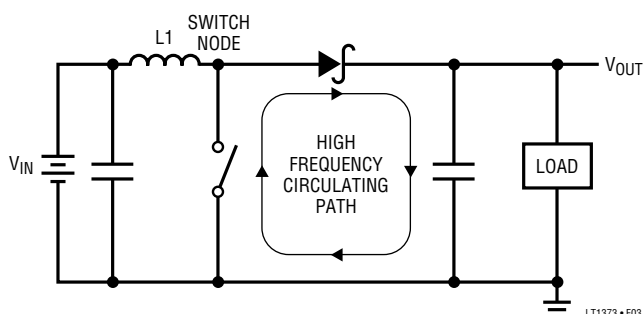 L1
SWITCH
NODE
VOUT
VIN
HIGH
FREQUENCY
CIRCULATING
PATH
LOAD
LT1373 • F03